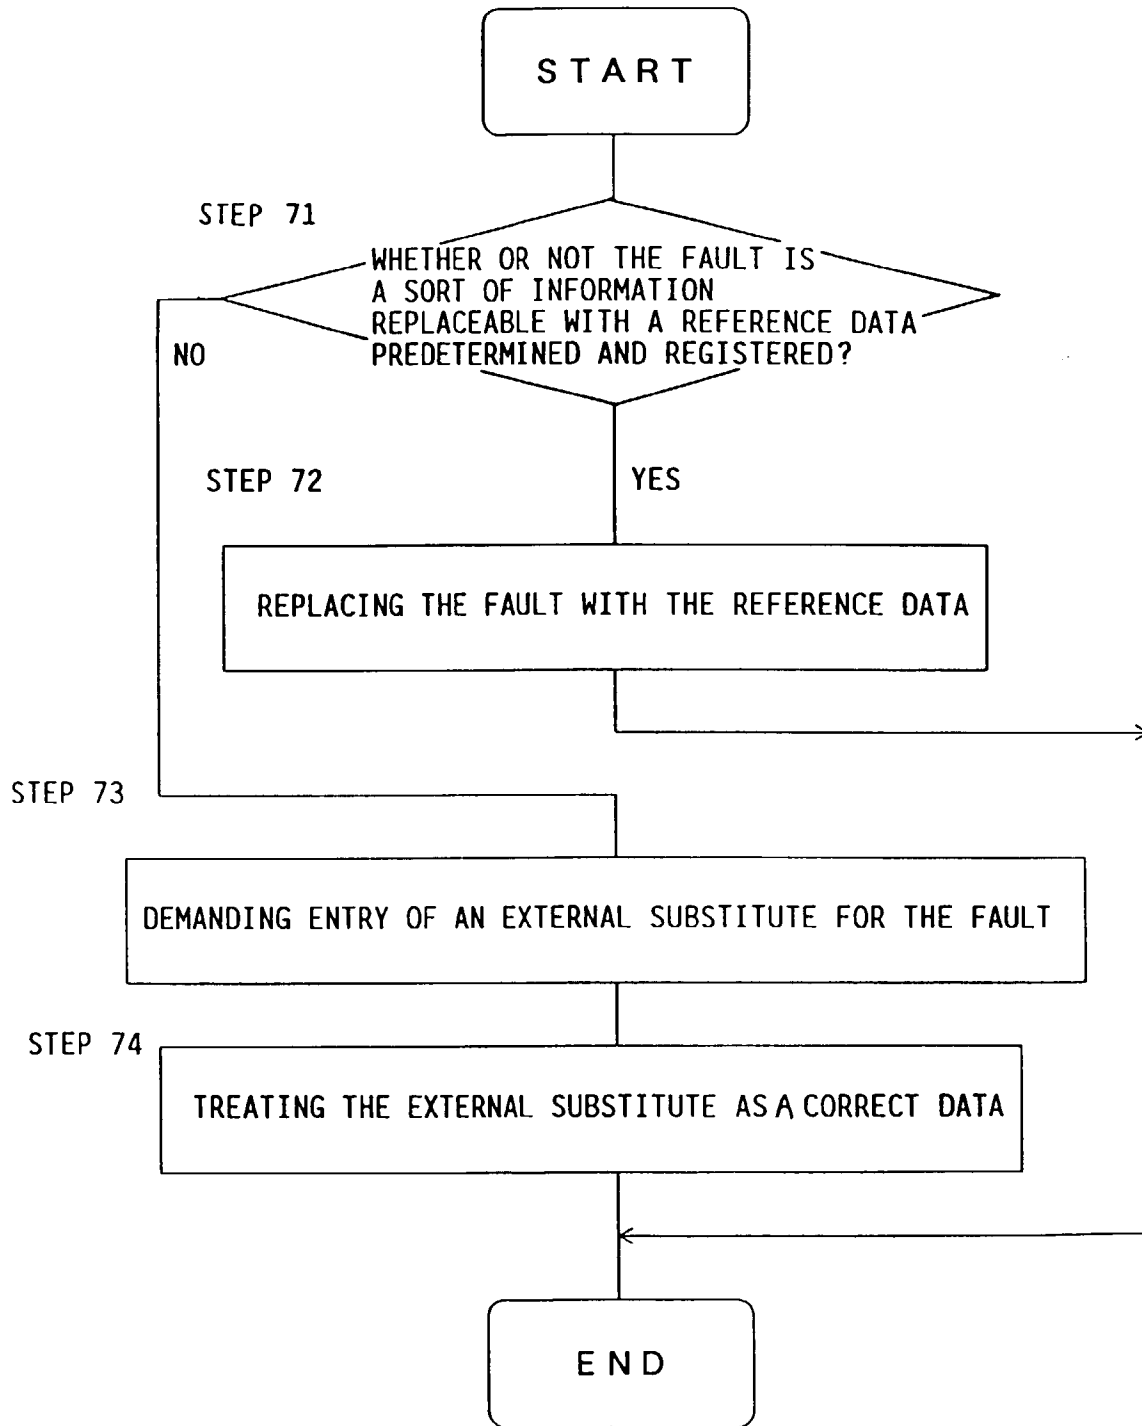 START
STEP 71
WHETHER OR NOT THE FAULT IS
A SORT OF INFORMATION
REPLACEABLE WITH A REFERENCE DATA
PREDETERMINED AND REGISTERED?
NO
STEP 72
YES
REPLACING THE FAULT WITH THE REFERENCE DATA
STEP 73
DEMANDING ENTRY OF AN EXTERNAL SUBSTITUTE FOR THE FAULT
STEP 74
TREATING THE EXTERNAL SUBSTITUTE AS A CORRECT DATA
END